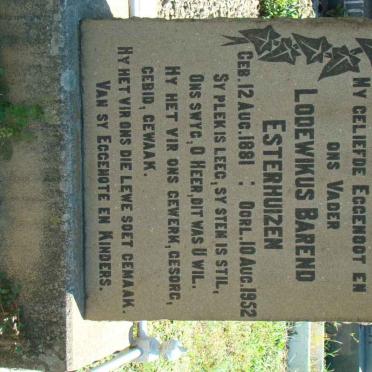 MY GELIEFDE EGGENOOT EN
ONS VADER
LODEWIKUS BAREND
ESTERHUIZEN
GEB. 12 AUG. 1881 : OORL. 10 AUG. 1952
SY PLEK IS LEEG, SY STEM IS STIL,
ONS SWYG, O HEER, DIT WAS U WIL.
HY HET VIR ONS GEWERK, GESORG,
GEBID, GEWAAK.
HY HET VIR ONS DIE LEWE SOET GEMAAK.
VAN SY EGGENOTE EN KINDERS.